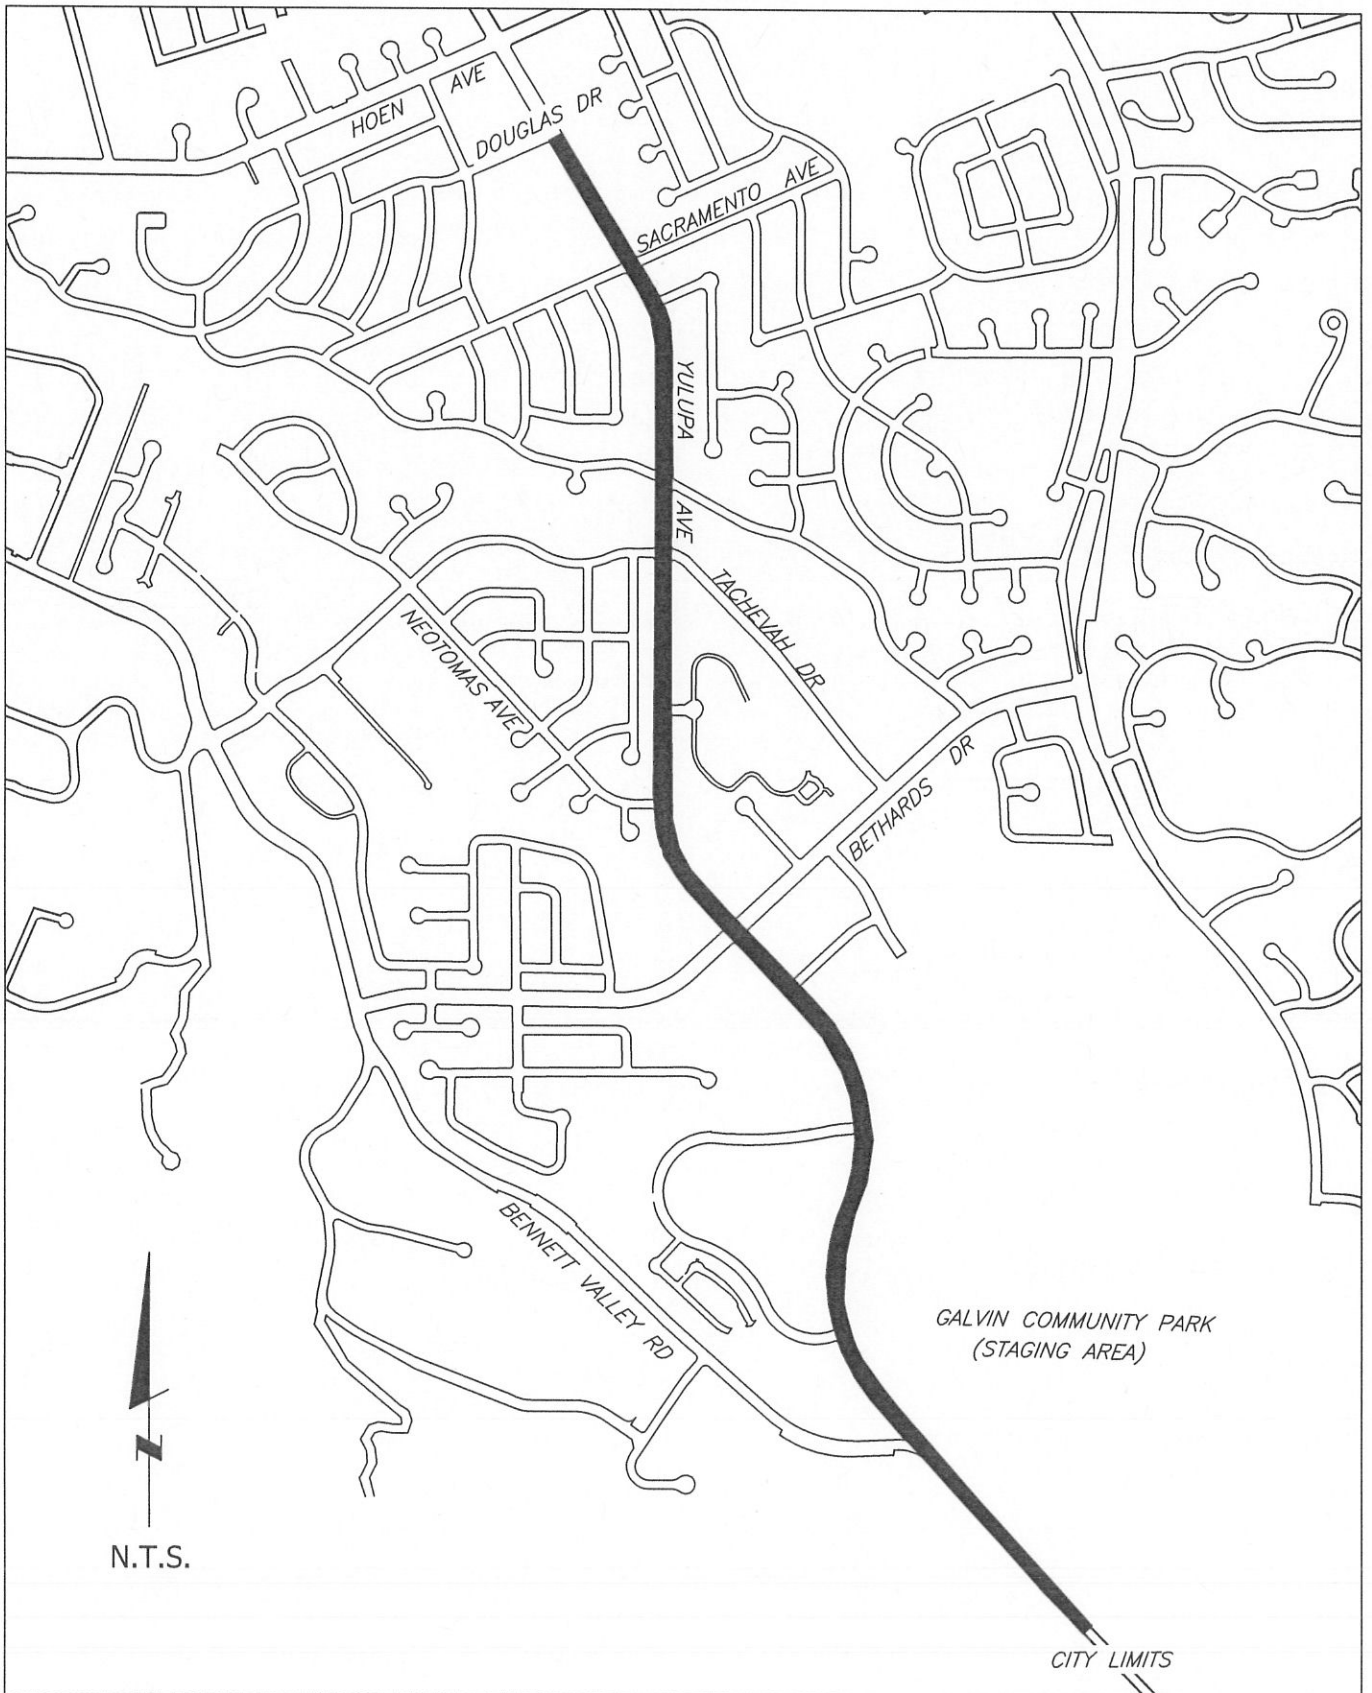 HOEN AVE
DOUGLAS DR
SACRAMENTO AVE
YULUPA AVE
TACHEVAH DR
NEOTOMAS AVE
BETHARDS DR
BENNETT VALLEY RD
GALVIN COMMUNITY PARK
(STAGING AREA)
N
N.T.S.
CITY LIMITS